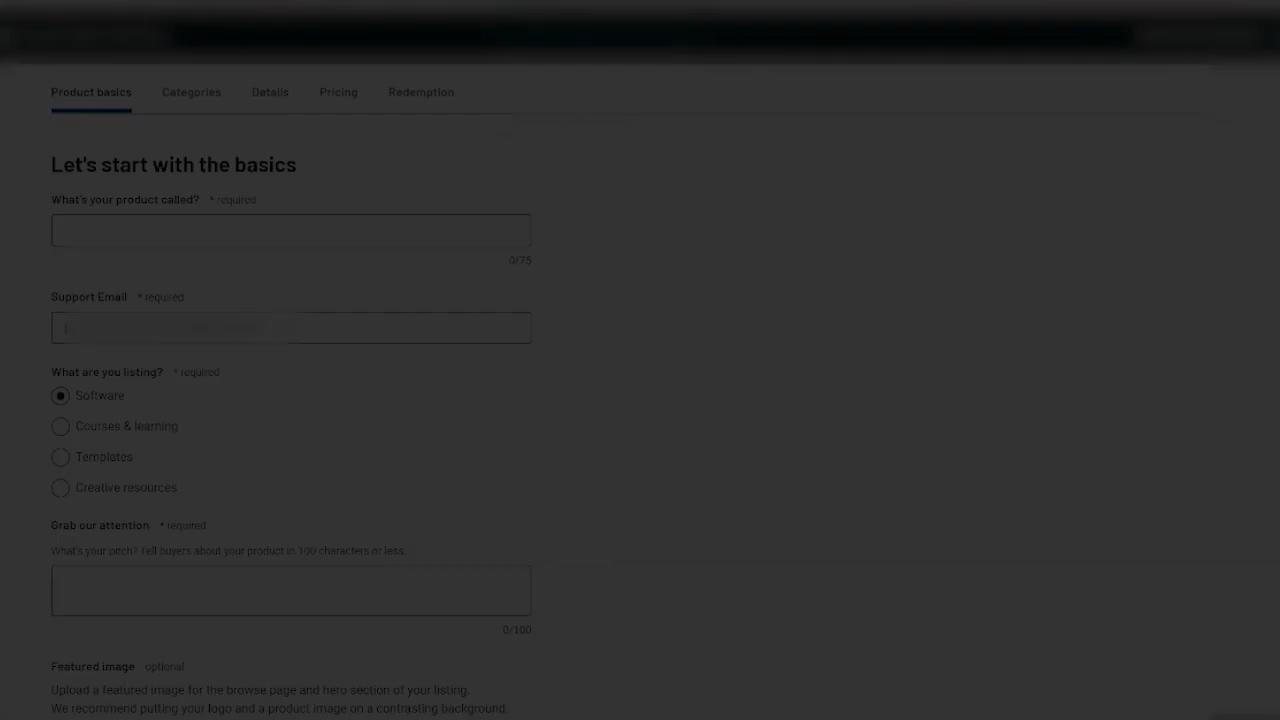 Product basics Categories Details Pricing Redemption
Let's start with the basics
What's your product called? * required
0/75
Support Email * required
What are you listing? * required
Software
Courses & learning
Templates
Creative resources
Grab our attention * required
What's your pitch? Tell buyers about your product in 100 characters or less.
0/100
Featured image optional
Upload a featured image for the browse page and hero section of your listing.
We recommend putting your logo and a product image on a contrasting background.